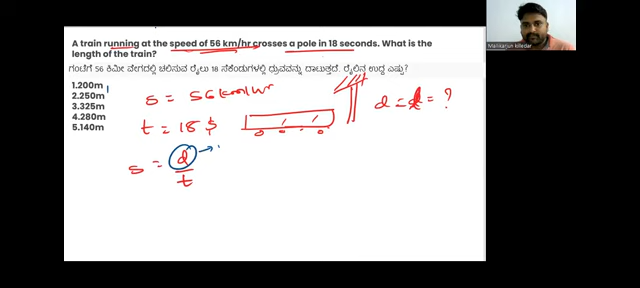 A train running at the speed of 56 km/hr crosses a pole in 18 seconds. What is the
length of the train?
ಗಂಟೆಗೆ 56 ಕಿಮೀ ವೇಗದಲ್ಲಿ ಚಲಿಸುವ ರೈಲು 18 ಸೆಕೆಂಡುಗಳಲ್ಲಿ ಧ್ರುವವನ್ನು ದಾಟುತ್ತದೆ. ರೈಲಿನ ಉದ್ದ ಎಷ್ಟು?
1.200m
2.250m
3.325m
4.280m
5.140m
s = 56 km/hr
t = 18 s
d = l = ?
s = d/t
Mallikarjun killedar